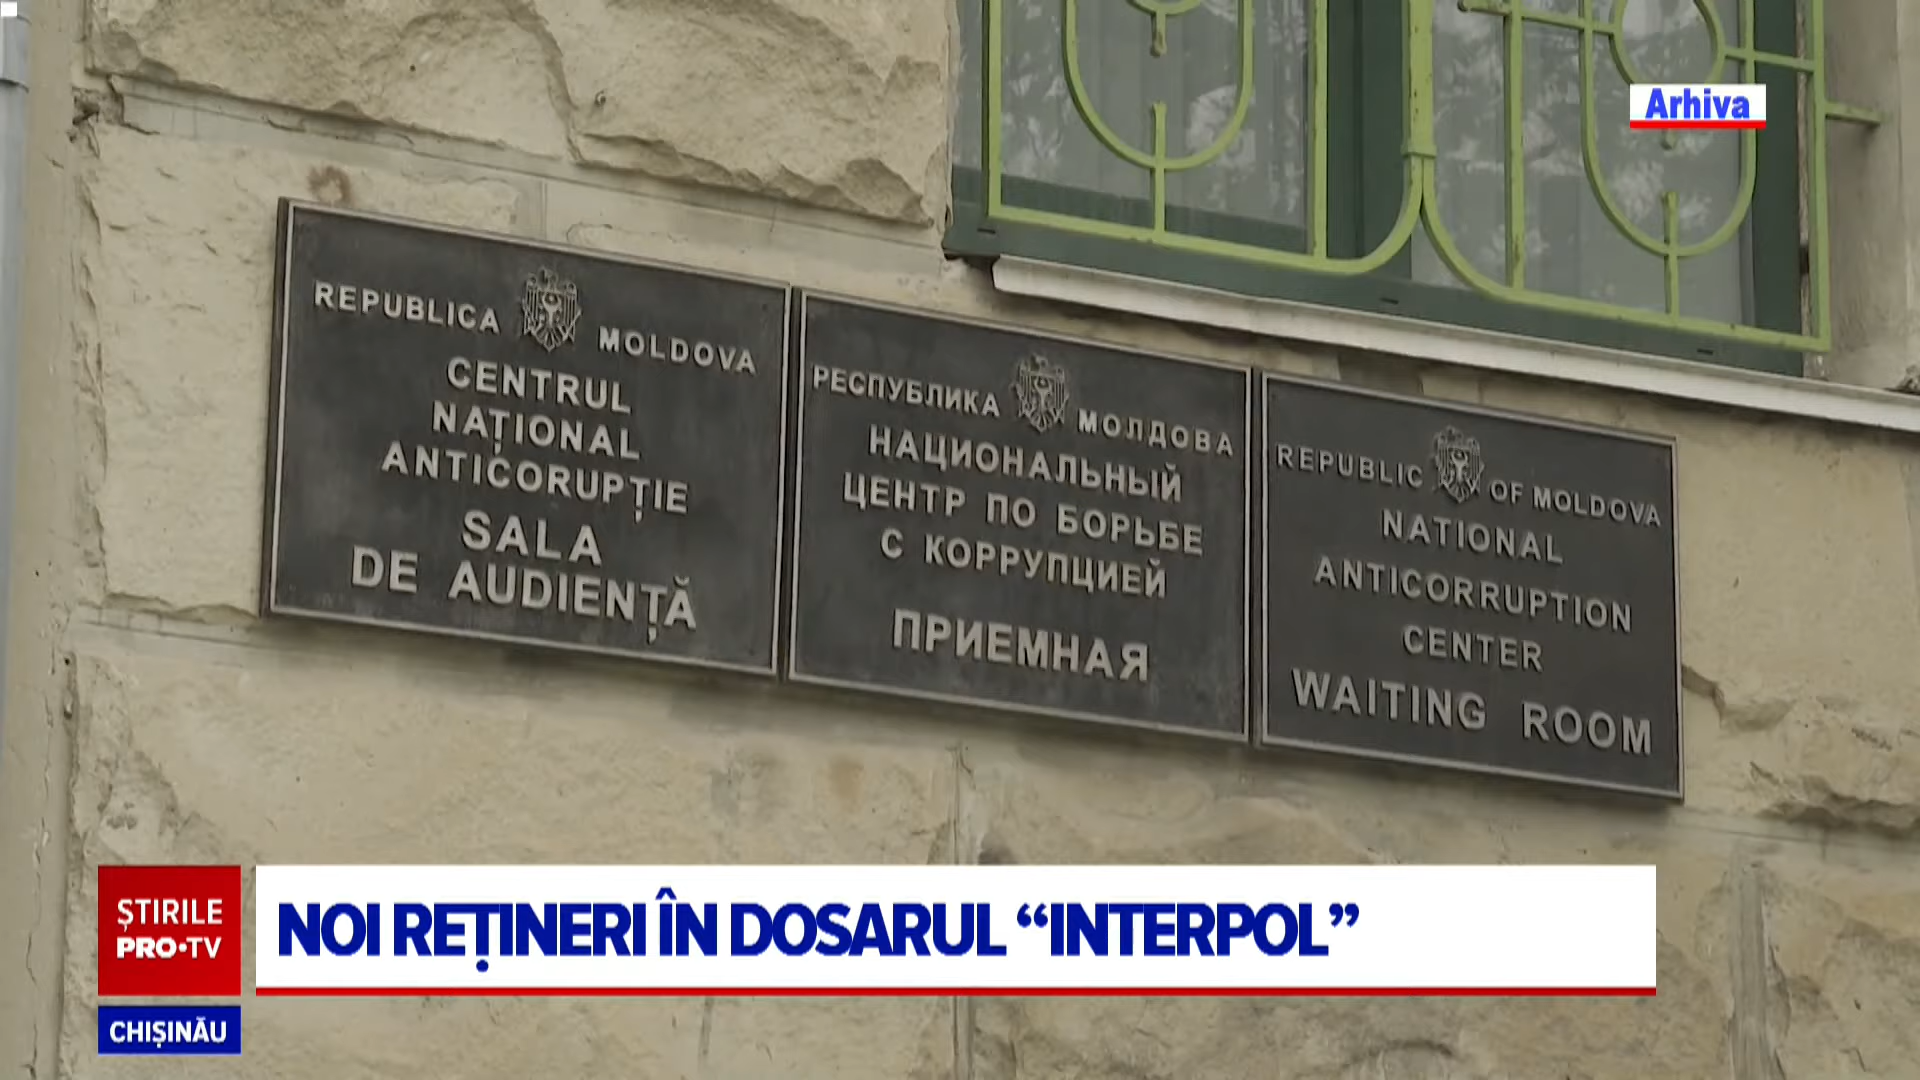 Arhiva
REPUBLICA MOLDOVA
CENTRUL
NAȚIONAL
ANTICORUPȚIE
SALA
DE AUDIENȚĂ
РЕСПУБЛИКА МОЛДОВА
НАЦИОНАЛЬНЫЙ
ЦЕНТР ПО БОРЬБЕ
С КОРРУПЦИЕЙ
ПРИЕМНАЯ
REPUBLIC OF MOLDOVA
NATIONAL
ANTICORRUPTION
CENTER
WAITING ROOM
ȘTIRILE
PRO•TV
NOI REȚINERI ÎN DOSARUL “INTERPOL”
CHIȘINĂU